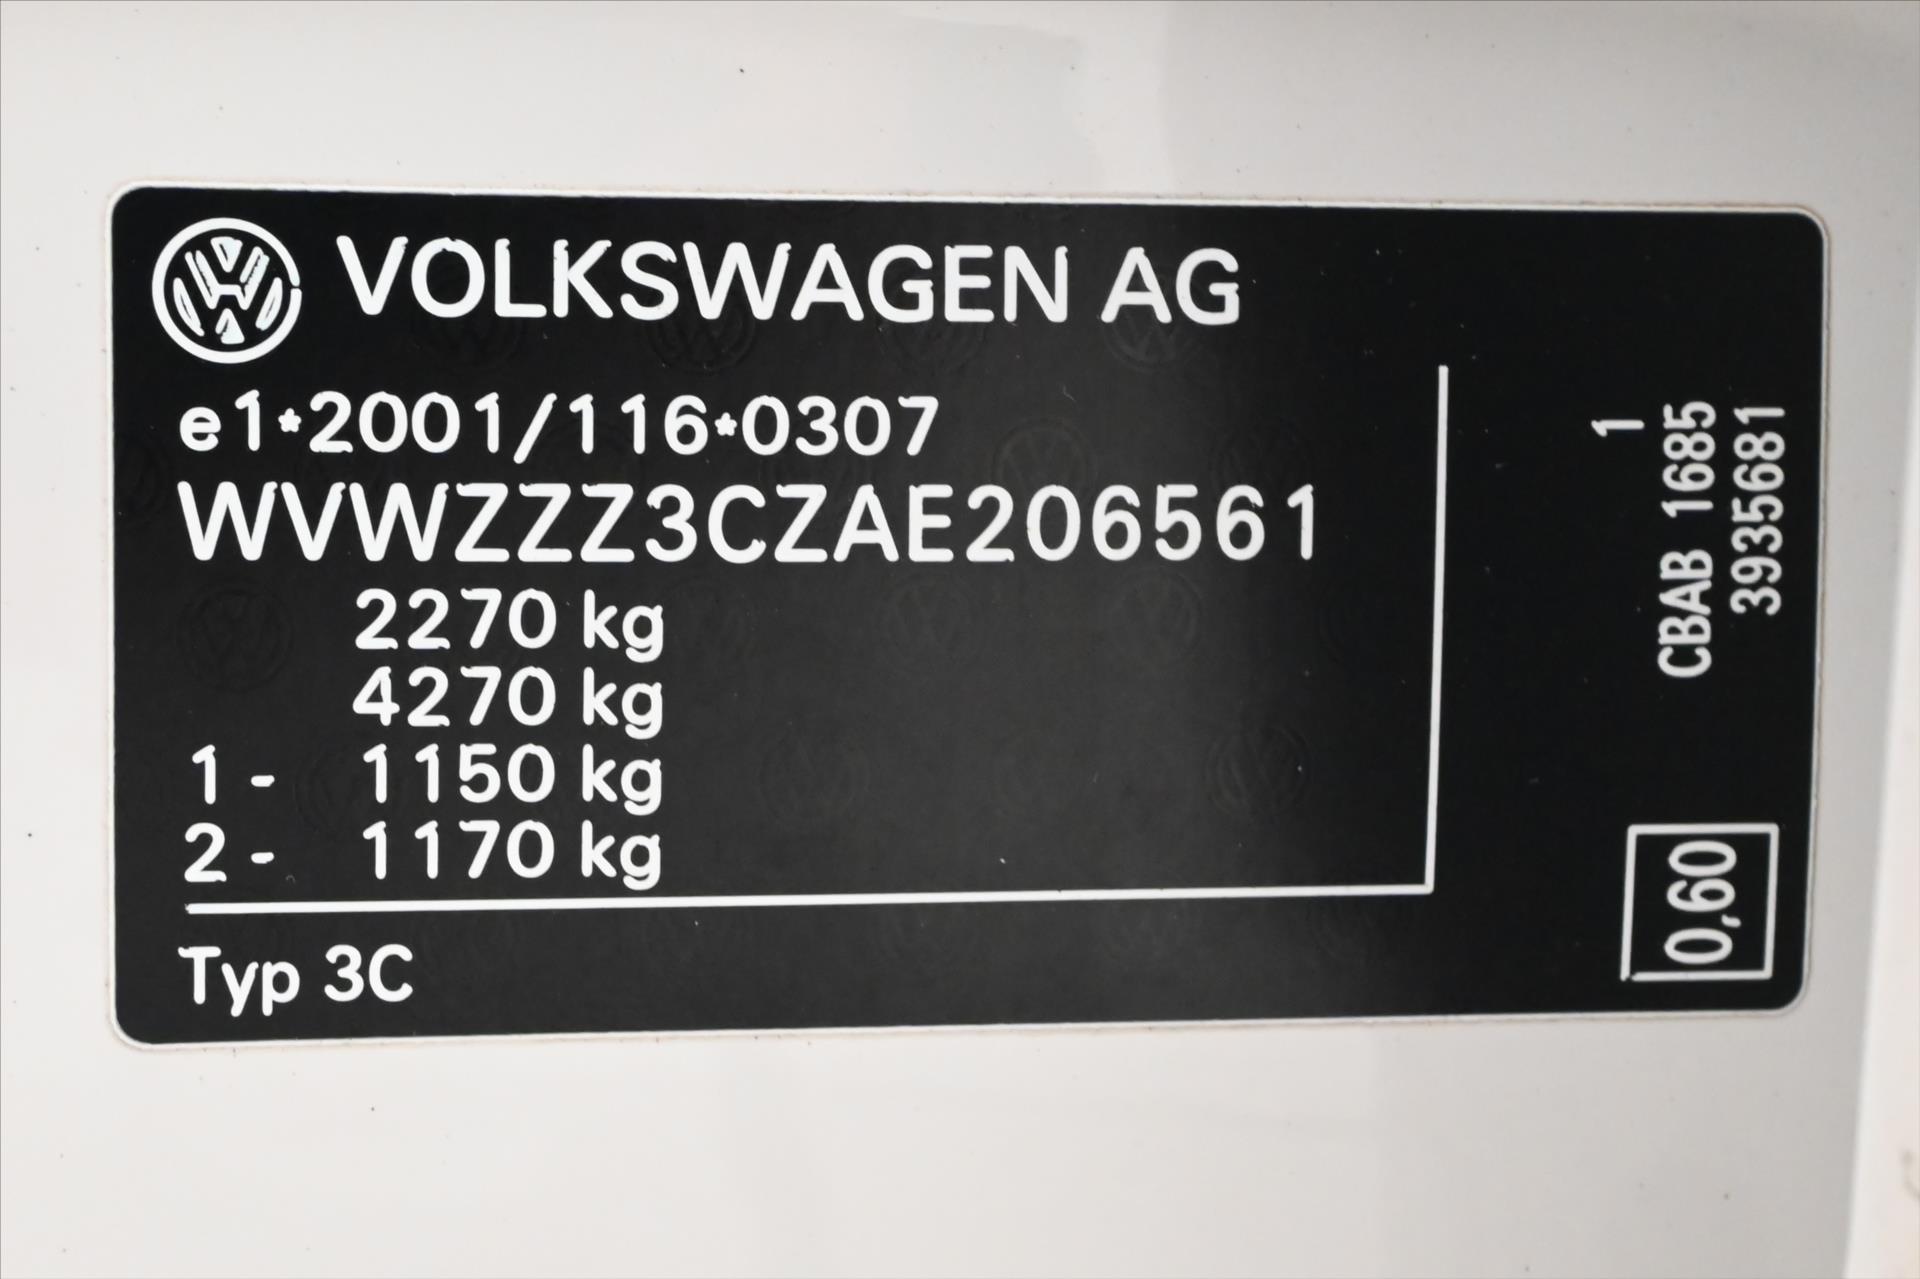 VOLKSWAGEN AG
e1*2001/116*0307
WVWZZZ3CZAE206561
2270 kg
4270 kg
1 - 1150 kg
2 - 1170 kg
Typ 3C
1
CBAB 1685
3935681
0,60